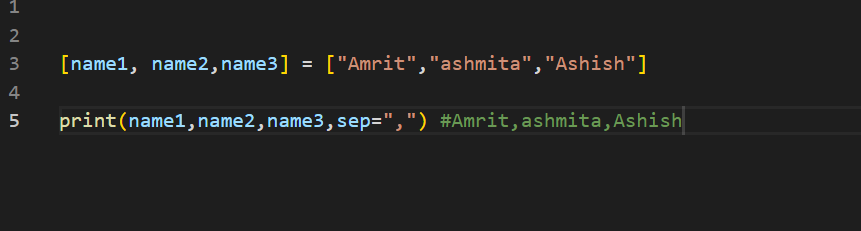 1
2
3 [name1, name2,name3] = ["Amrit","ashmita","Ashish"]
4
5 print(name1,name2,name3,sep=",") #Amrit,ashmita,Ashish